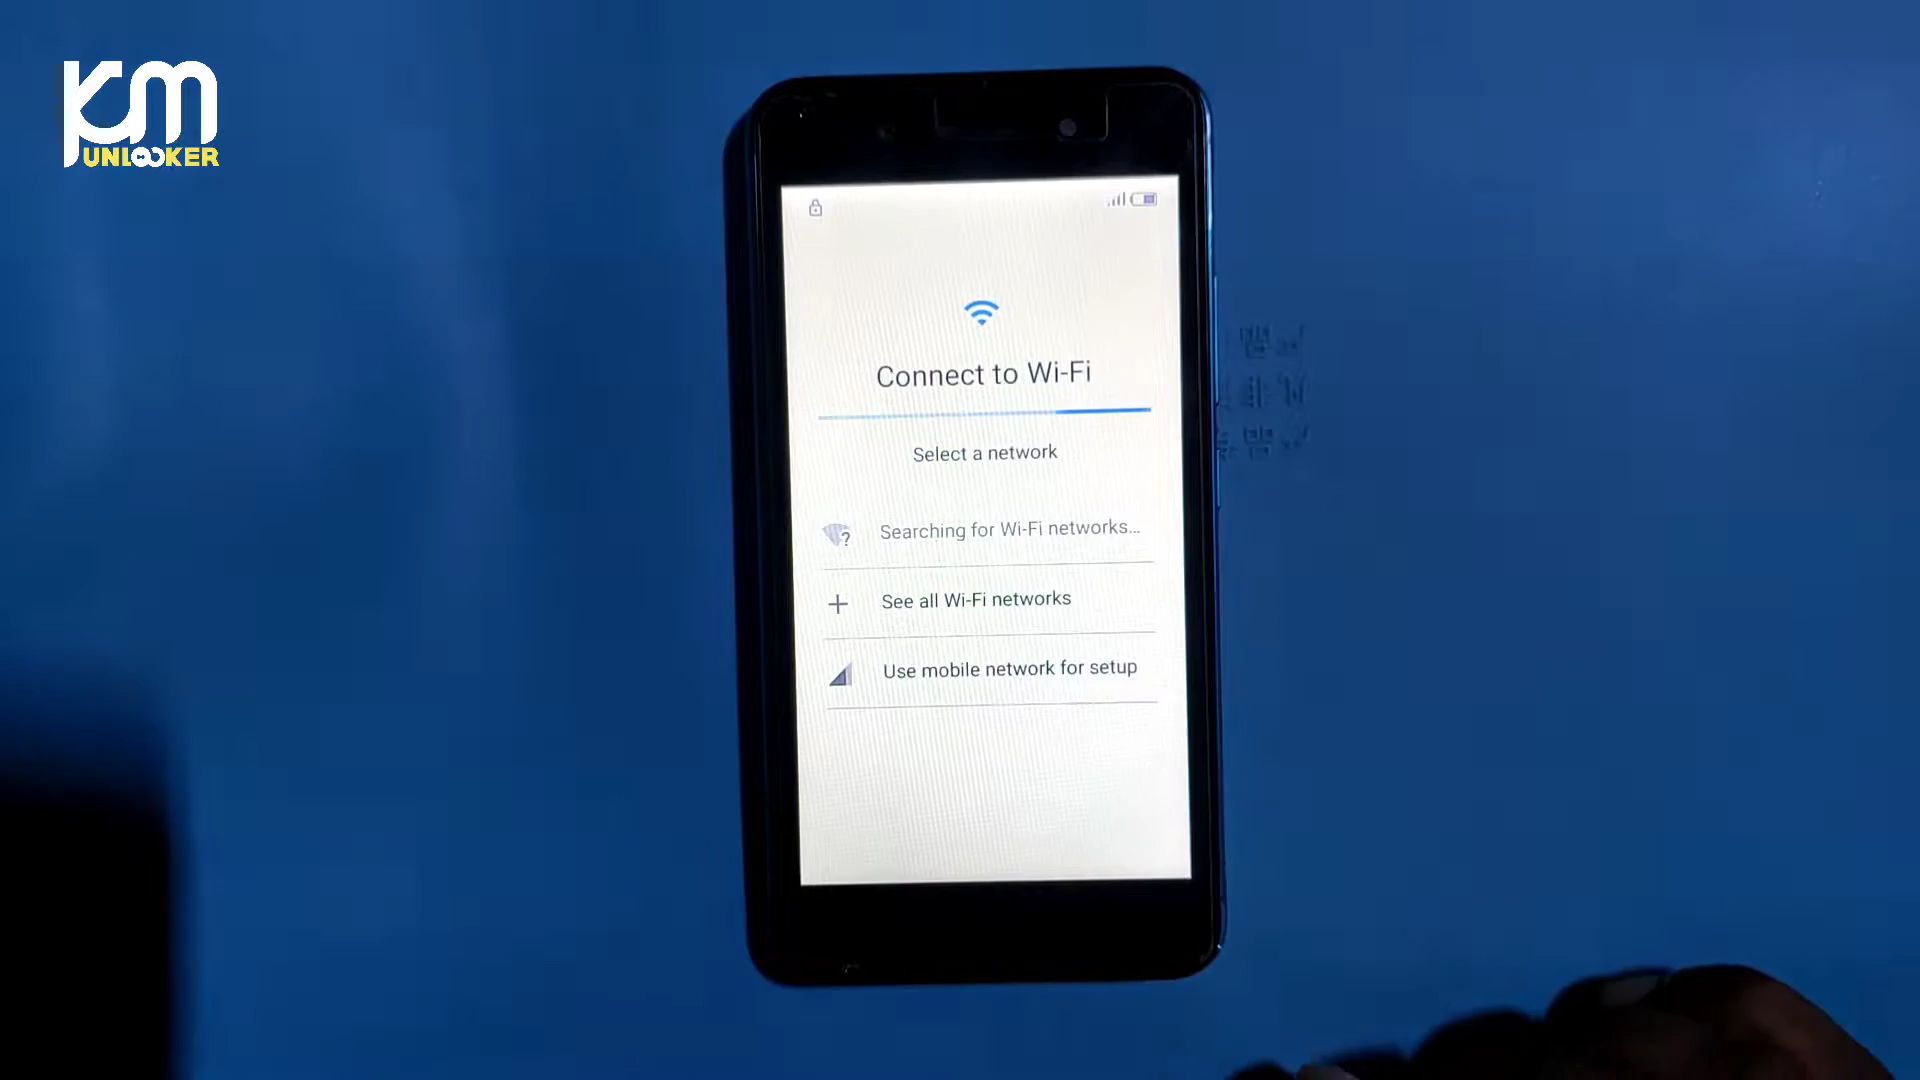 KM
UNLOCKER
Connect to Wi-Fi
Select a network
Searching for Wi-Fi networks...
See all Wi-Fi networks
Use mobile network for setup